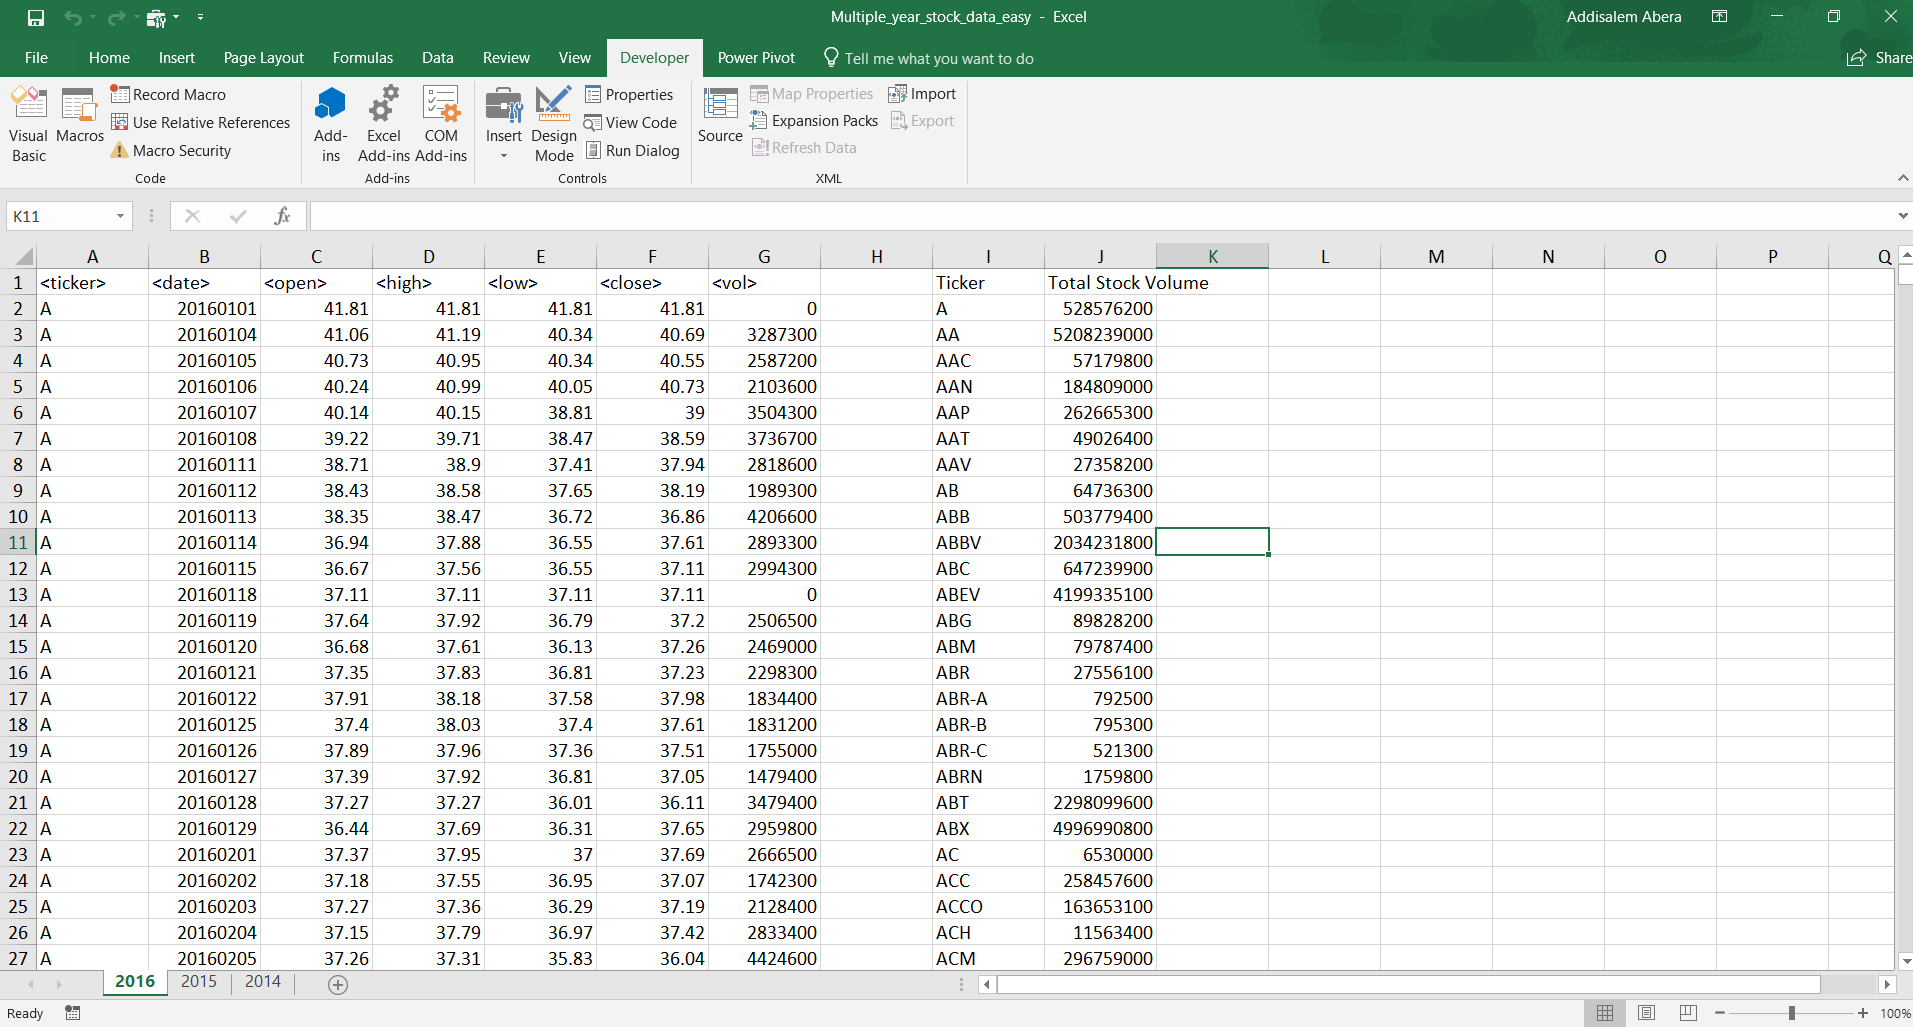 Multiple_year_stock_data_easy - Excel
Addisalem Abera
File Home Insert Page Layout Formulas Data Review View Developer Power Pivot Tell me what you want to do Share
Visual Basic
Macros
Record Macro
Use Relative References
Macro Security
Code
Add-ins
Excel Add-ins
COM Add-ins
Add-ins
Insert
Design Mode
Properties
View Code
Run Dialog
Controls
Source
Map Properties
Expansion Packs
Refresh Data
Import
Export
XML
K11
fx
A B C D E F G H I J K L M N O P Q
1 <ticker> <date> <open> <high> <low> <close> <vol> Ticker Total Stock Volume
2 A 20160101 41.81 41.81 41.81 41.81 0 A 528576200
3 A 20160104 41.06 41.19 40.34 40.69 3287300 AA 5208239000
4 A 20160105 40.73 40.95 40.34 40.55 2587200 AAC 57179800
5 A 20160106 40.24 40.99 40.05 40.73 2103600 AAN 184809000
6 A 20160107 40.14 40.15 38.81 39 3504300 AAP 262665300
7 A 20160108 39.22 39.71 38.47 38.59 3736700 AAT 49026400
8 A 20160111 38.71 38.9 37.41 37.94 2818600 AAV 27358200
9 A 20160112 38.43 38.58 37.65 38.19 1989300 AB 64736300
10 A 20160113 38.35 38.47 36.72 36.86 4206600 ABB 503779400
11 A 20160114 36.94 37.88 36.55 37.61 2893300 ABBV 2034231800
12 A 20160115 36.67 37.56 36.55 37.11 2994300 ABC 647239900
13 A 20160118 37.11 37.11 37.11 37.11 0 ABEV 4199335100
14 A 20160119 37.64 37.92 36.79 37.2 2506500 ABG 89828200
15 A 20160120 36.68 37.61 36.13 37.26 2469000 ABM 79787400
16 A 20160121 37.35 37.83 36.81 37.23 2298300 ABR 27556100
17 A 20160122 37.91 38.18 37.58 37.98 1834400 ABR-A 792500
18 A 20160125 37.4 38.03 37.4 37.61 1831200 ABR-B 795300
19 A 20160126 37.89 37.96 37.36 37.51 1755000 ABR-C 521300
20 A 20160127 37.39 37.92 36.81 37.05 1479400 ABRN 1759800
21 A 20160128 37.27 37.27 36.01 36.11 3479400 ABT 2298099600
22 A 20160129 36.44 37.69 36.31 37.65 2959800 ABX 4996990800
23 A 20160201 37.37 37.95 37 37.69 2666500 AC 6530000
24 A 20160202 37.18 37.55 36.95 37.07 1742300 ACC 258457600
25 A 20160203 37.27 37.36 36.29 37.19 2128400 ACCO 163653100
26 A 20160204 37.15 37.79 36.97 37.42 2833400 ACH 11563400
27 A 20160205 37.26 37.31 35.83 36.04 4424600 ACM 296759000
2016 2015 2014
Ready
100%